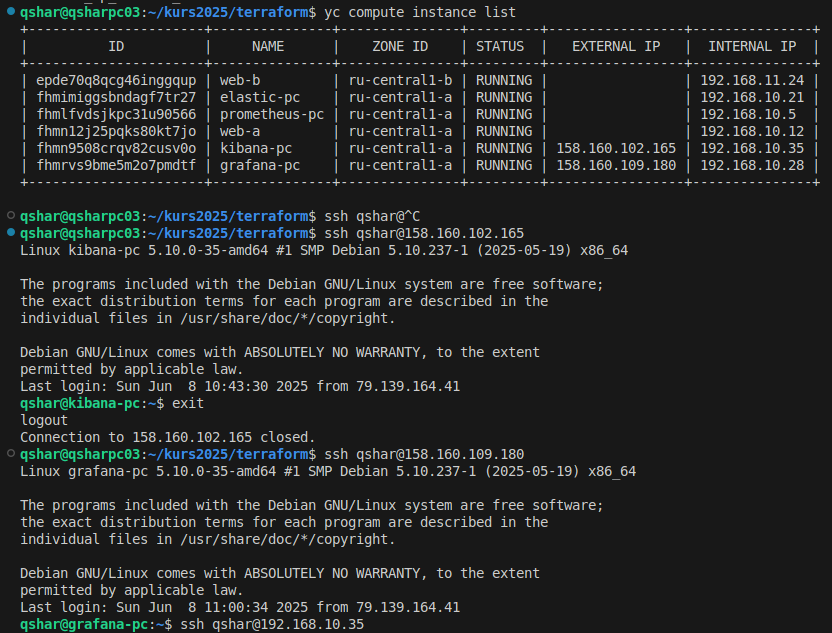 qshar@qsharpc03:~/kurs2025/terraform$ yc compute instance list
+----------------------+---------------+---------------+---------+-----------------+---------------+
| ID | NAME | ZONE ID | STATUS | EXTERNAL IP | INTERNAL IP |
+----------------------+---------------+---------------+---------+-----------------+---------------+
| epde70q8qcg46inggqup | web-b | ru-central1-b | RUNNING | | 192.168.11.24 |
| fhmimiggsbndagf7tr27 | elastic-pc | ru-central1-a | RUNNING | | 192.168.10.21 |
| fhmlfvdsjkpc31u90566 | prometheus-pc | ru-central1-a | RUNNING | | 192.168.10.5 |
| fhmn12j25pqks80kt7jo | web-a | ru-central1-a | RUNNING | | 192.168.10.12 |
| fhmn9508crqv82cusv0o | kibana-pc | ru-central1-a | RUNNING | 158.160.102.165 | 192.168.10.35 |
| fhmrvs9bme5m2o7pmdtf | grafana-pc | ru-central1-a | RUNNING | 158.160.109.180 | 192.168.10.28 |
+----------------------+---------------+---------------+---------+-----------------+---------------+
qshar@qsharpc03:~/kurs2025/terraform$ ssh qshar@^C
qshar@qsharpc03:~/kurs2025/terraform$ ssh qshar@158.160.102.165
Linux kibana-pc 5.10.0-35-amd64 #1 SMP Debian 5.10.237-1 (2025-05-19) x86_64
The programs included with the Debian GNU/Linux system are free software;
the exact distribution terms for each program are described in the
individual files in /usr/share/doc/*/copyright.
Debian GNU/Linux comes with ABSOLUTELY NO WARRANTY, to the extent
permitted by applicable law.
Last login: Sun Jun  8 10:43:30 2025 from 79.139.164.41
qshar@kibana-pc:~$ exit
logout
Connection to 158.160.102.165 closed.
qshar@qsharpc03:~/kurs2025/terraform$ ssh qshar@158.160.109.180
Linux grafana-pc 5.10.0-35-amd64 #1 SMP Debian 5.10.237-1 (2025-05-19) x86_64
The programs included with the Debian GNU/Linux system are free software;
the exact distribution terms for each program are described in the
individual files in /usr/share/doc/*/copyright.
Debian GNU/Linux comes with ABSOLUTELY NO WARRANTY, to the extent
permitted by applicable law.
Last login: Sun Jun  8 11:00:34 2025 from 79.139.164.41
qshar@grafana-pc:~$ ssh qshar@192.168.10.35